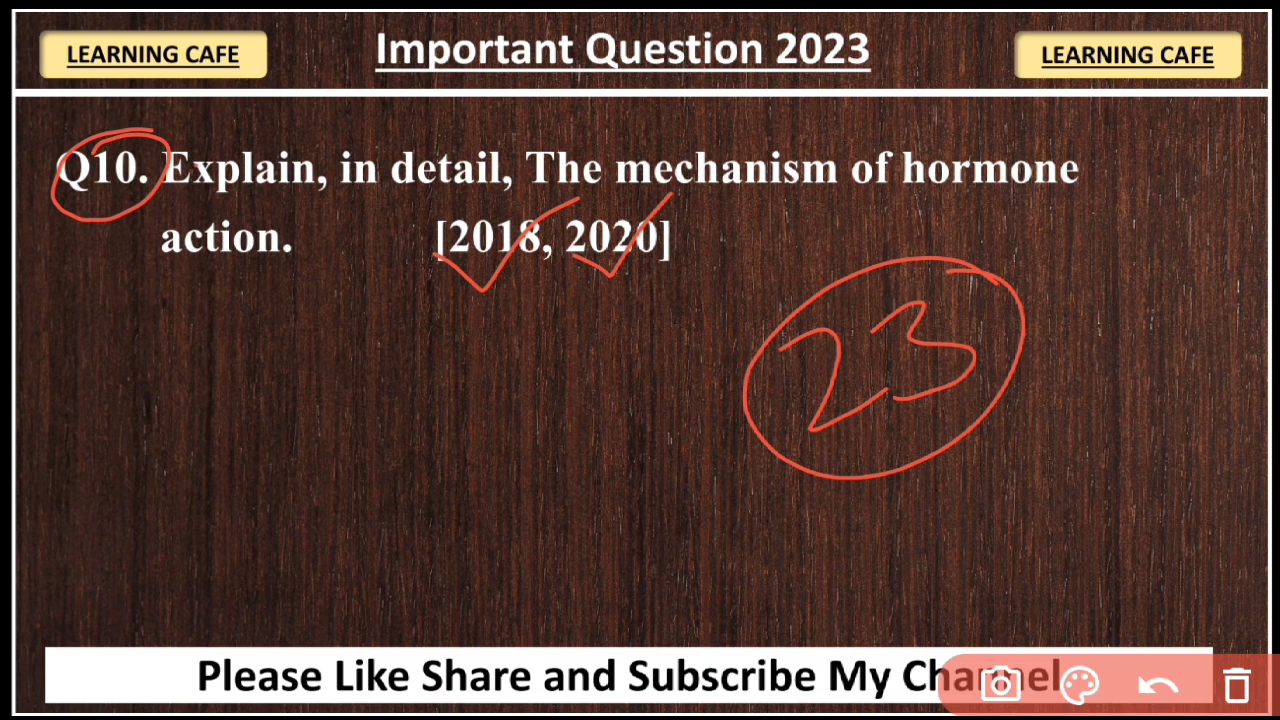 LEARNING CAFE
Important Question 2023
LEARNING CAFE
Q10. Explain, in detail, The mechanism of hormone
action. [2018, 2020]
23
Please Like Share and Subscribe My Channel